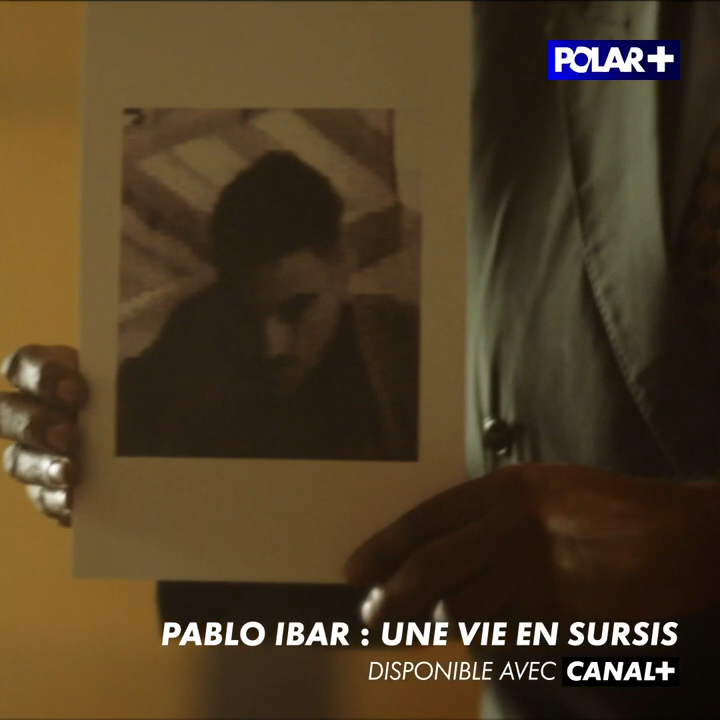 POLAR+
PABLO IBAR : UNE VIE EN SURSIS
DISPONIBLE AVEC CANAL+